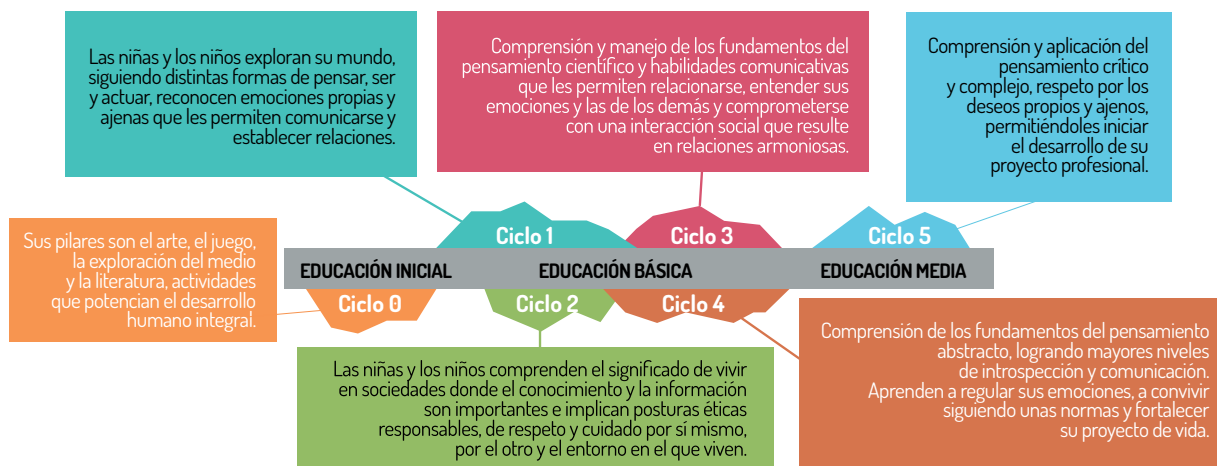 Las niñas y los niños exploran su mundo,
siguiendo distintas formas de pensar, ser
y actuar, reconocen emociones propias y
ajenas que les permiten comunicarse y
establecer relaciones.
Comprensión y manejo de los fundamentos del
pensamiento científico y habilidades comunicativas
que les permiten relacionarse, entender sus
emociones y las de los demás y comprometerse
con una interacción social que resulte
en relaciones armoniosas.
Comprensión y aplicación del
pensamiento crítico
y complejo, respeto por los
deseos propios y ajenos,
permitiéndoles iniciar
el desarrollo de su
proyecto profesional.
Sus pilares son el arte, el juego,
la exploración del medio
y la literatura, actividades
que potencian el desarrollo
humano integral.
Ciclo 1
Ciclo 3
Ciclo 5
EDUCACIÓN INICIAL
EDUCACIÓN BÁSICA
EDUCACIÓN MEDIA
Ciclo 0
Ciclo 2
Ciclo 4
Las niñas y los niños comprenden el significado de vivir
en sociedades donde el conocimiento y la información
son importantes e implican posturas éticas
responsables, de respeto y cuidado por sí mismo,
por el otro y el entorno en el que viven.
Comprensión de los fundamentos del pensamiento
abstracto, logrando mayores niveles
de introspección y comunicación.
Aprenden a regular sus emociones, a convivir
siguiendo unas normas y fortalecer
su proyecto de vida.